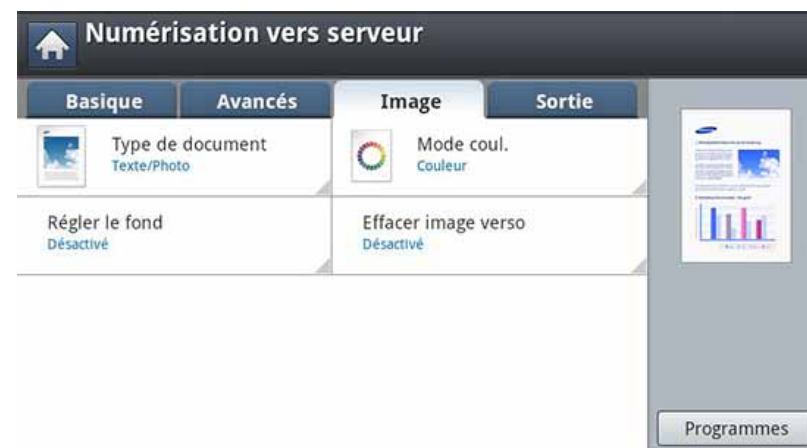 Numérisation vers serveur
Basique Avancés Image Sortie
Type de document
Texte/Photo
Mode coul.
Couleur
Régler le fond
Désactivé
Effacer image verso
Désactivé
Programmes